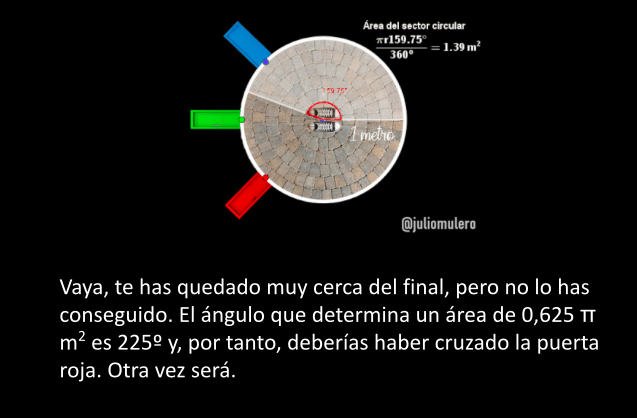 Área del sector circular
πr159.75°
360°
= 1.39 m²
159.75°
1 metro
@juliomulero
Vaya, te has quedado muy cerca del final, pero no lo has
conseguido. El ángulo que determina un área de 0,625 π
m² es 225º y, por tanto, deberías haber cruzado la puerta
roja. Otra vez será.